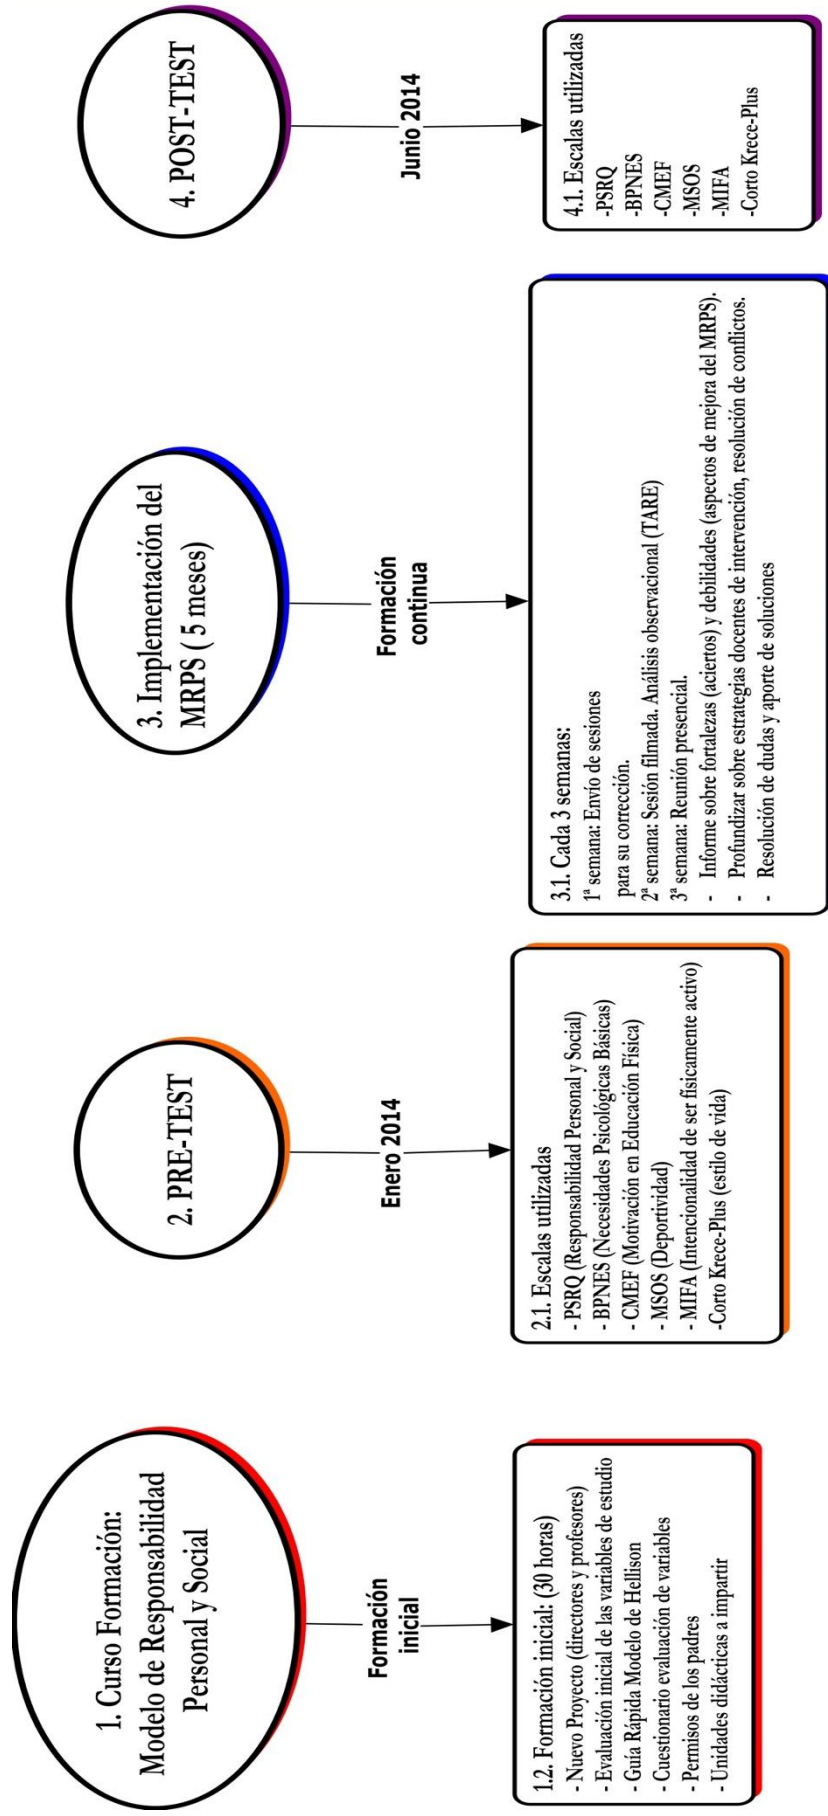 1. Curso Formación:
Modelo de Responsabilidad
Personal y Social
Formación
inicial
1.2. Formación inicial: (30 horas)
- Nuevo Proyecto (directores y profesores)
- Evaluación inicial de las variables de estudio
- Guía Rápida Modelo de Hellison
- Cuestionario evaluación de variables
- Permisos de los padres
- Unidades didácticas a impartir
2. PRE-TEST
Enero 2014
2.1. Escalas utilizadas
- PSRQ (Responsabilidad Personal y Social)
- BPNES (Necesidades Psicológicas Básicas)
- CMEF (Motivación en Educación Física)
- MSOS (Deportividad)
- MIFA (Intencionalidad de ser físicamente activo)
-Corto Krece-Plus (estilo de vida)
3. Implementación del
MRPS ( 5 meses)
Formación
continua
3.1. Cada 3 semanas:
1ª semana: Envío de sesiones
para su corrección.
2ª semana: Sesión filmada. Análisis observacional (TARE)
3ª semana: Reunión presencial.
- Informe sobre fortalezas (aciertos) y debilidades (aspectos de mejora del MRPS).
- Profundizar sobre estrategias docentes de intervención, resolución de conflictos.
- Resolución de dudas y aporte de soluciones
4. POST-TEST
Junio 2014
4.1. Escalas utilizadas
-PSRQ
-BPNES
-CMEF
-MSOS
-MIFA
-Corto Krece-Plus